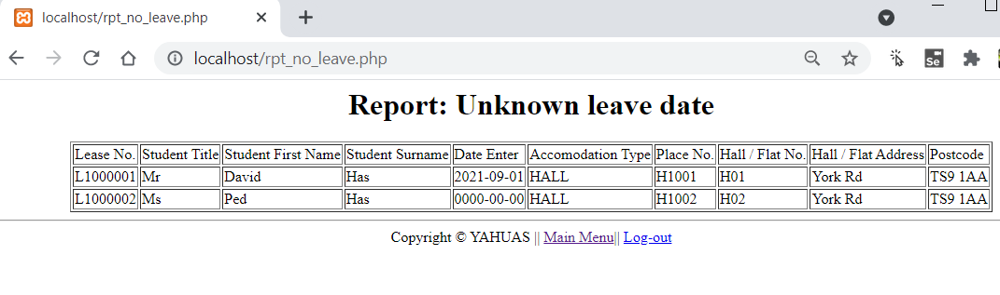 localhost/rpt_no_leave.php
localhost/rpt_no_leave.php
Se
Report: Unknown leave date
Lease No. Student Title Student First Name Student Surname Date Enter Accomodation Type Place No. Hall / Flat No. Hall / Flat Address Postcode
L1000001 Mr David Has 2021-09-01 HALL H1001 H01 York Rd TS9 1AA
L1000002 Ms Ped Has 0000-00-00 HALL H1002 H02 York Rd TS9 1AA
Copyright © YAHUAS || Main Menu|| Log-out